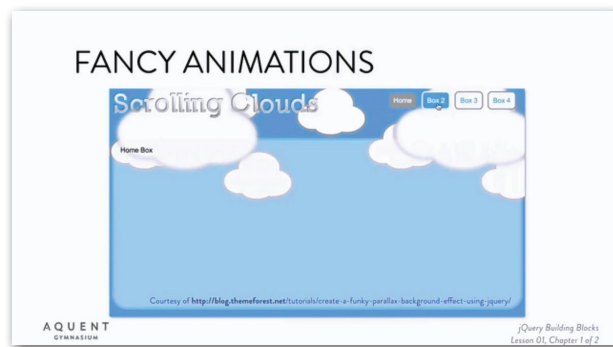 FANCY ANIMATIONS
Scrolling Clouds
Home Box 2 Box 3 Box 4
Home Box
Courtesy of http://blog.themeforest.net/tutorials/create-a-funky-parallax-background-effect-using-jquery/
AQUENT
GYMNASIUM
jQuery Building Blocks
Lesson 01, Chapter 1 of 2